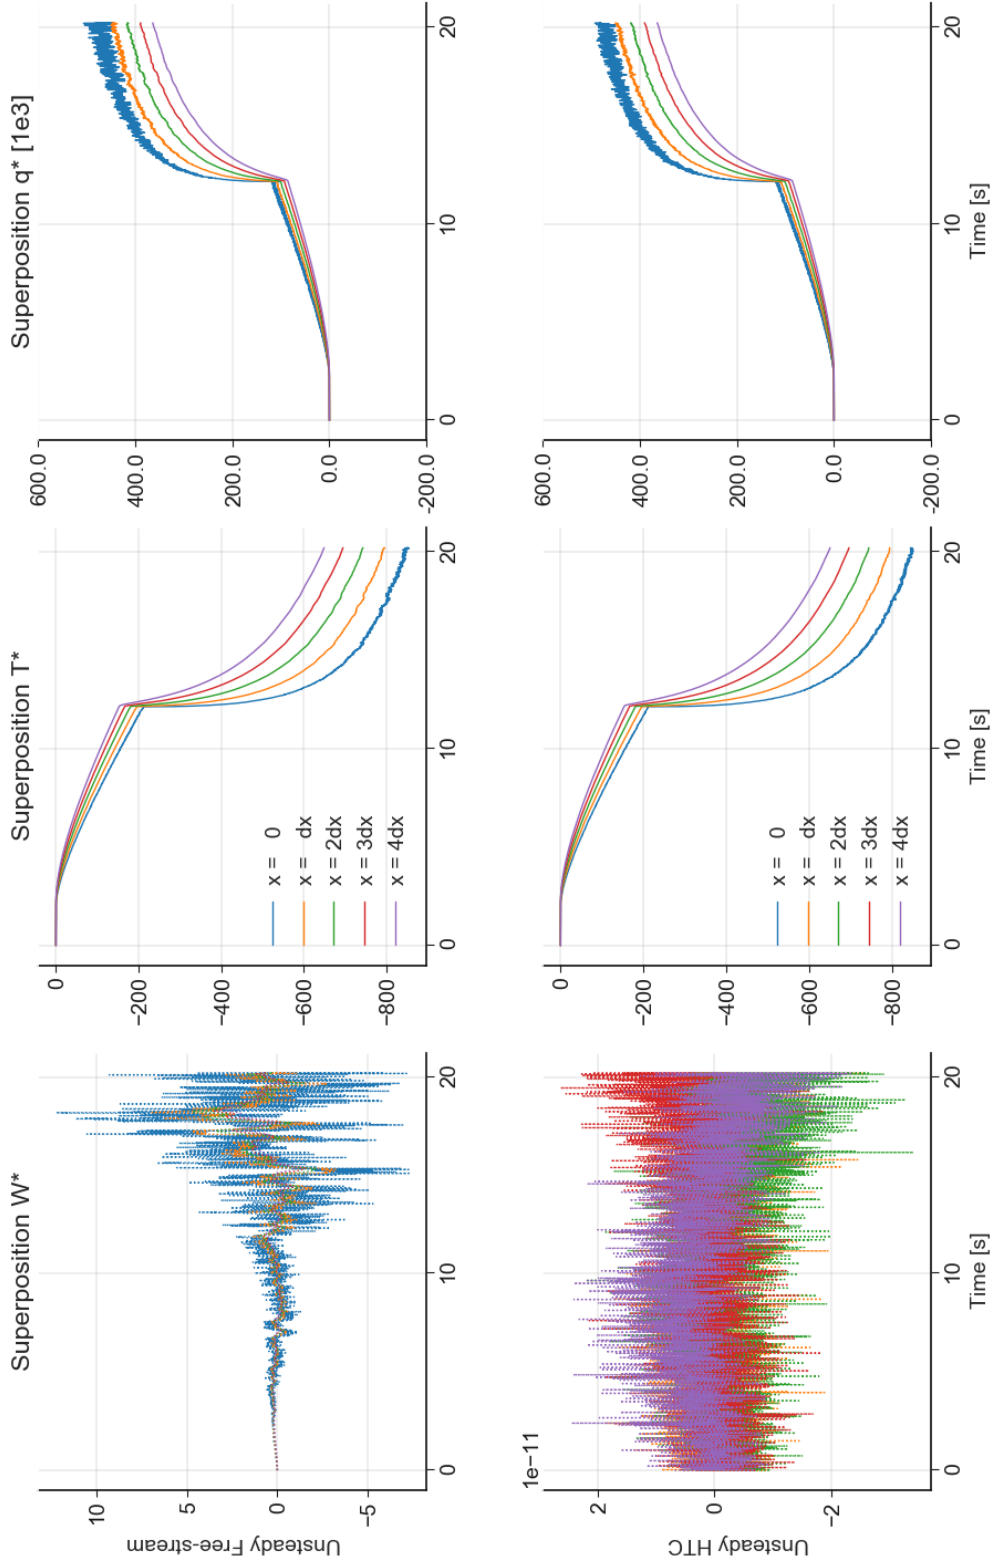 Superposition W*
Superposition T*
Superposition q* [1e3]
Unsteady Free-stream
10
5
0
−5
0
10
20
0
−200
−400
−600
−800
x = 0
x = dx
x = 2dx
x = 3dx
x = 4dx
0
10
20
600.0
400.0
200.0
0.0
-200.0
0
10
20
Unsteady HTC
1e−11
2
0
−2
0
10
20
Time [s]
0
−200
−400
−600
−800
x = 0
x = dx
x = 2dx
x = 3dx
x = 4dx
0
10
20
Time [s]
600.0
400.0
200.0
0.0
-200.0
0
10
20
Time [s]